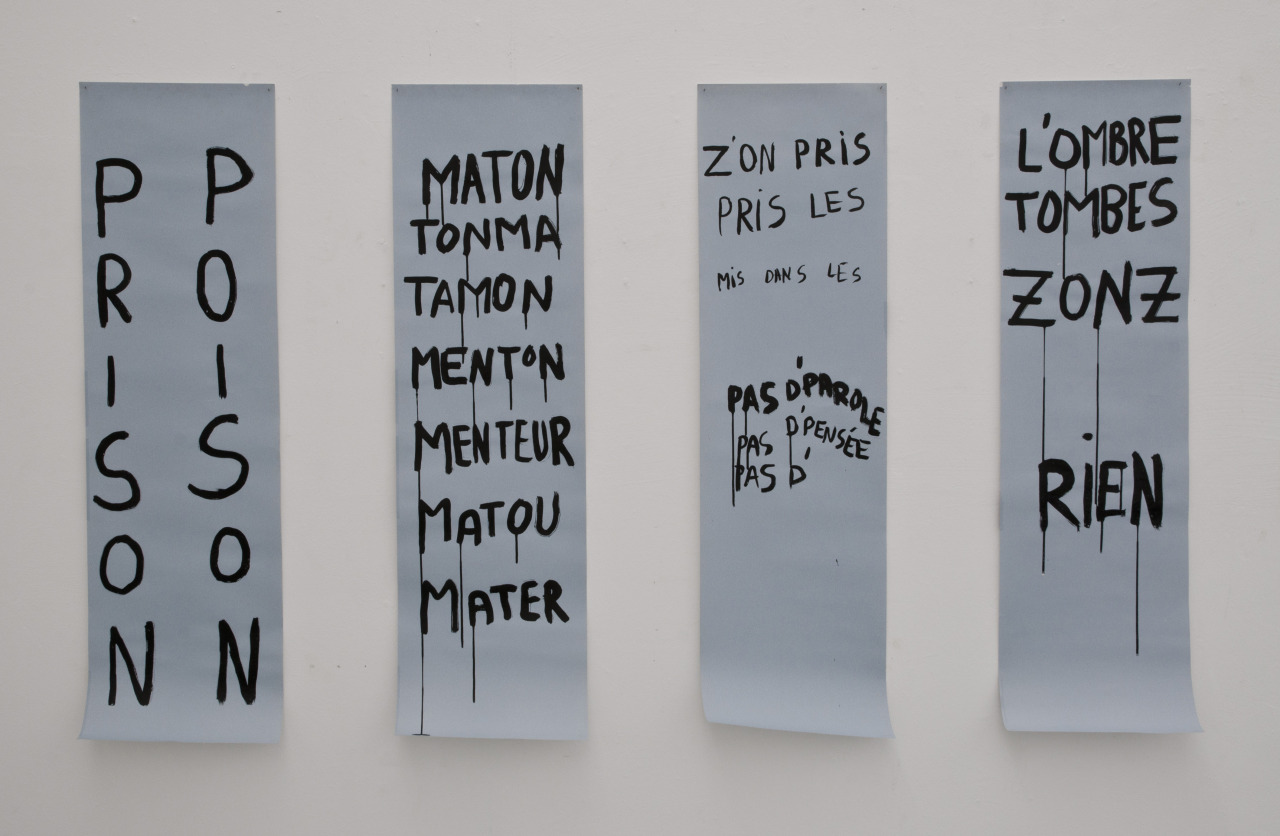 PRISON
POISON
MATON
TONMA
TAMON
MENTON
MENTEUR
MATOU
MATER
Z'ON PRIS
PRIS LES
MIS DANS LES
PAS D'PAROLE
PAS D'PENSÉE
PAS D'
L'OMBRE
TOMBES
ZONZ
RIEN